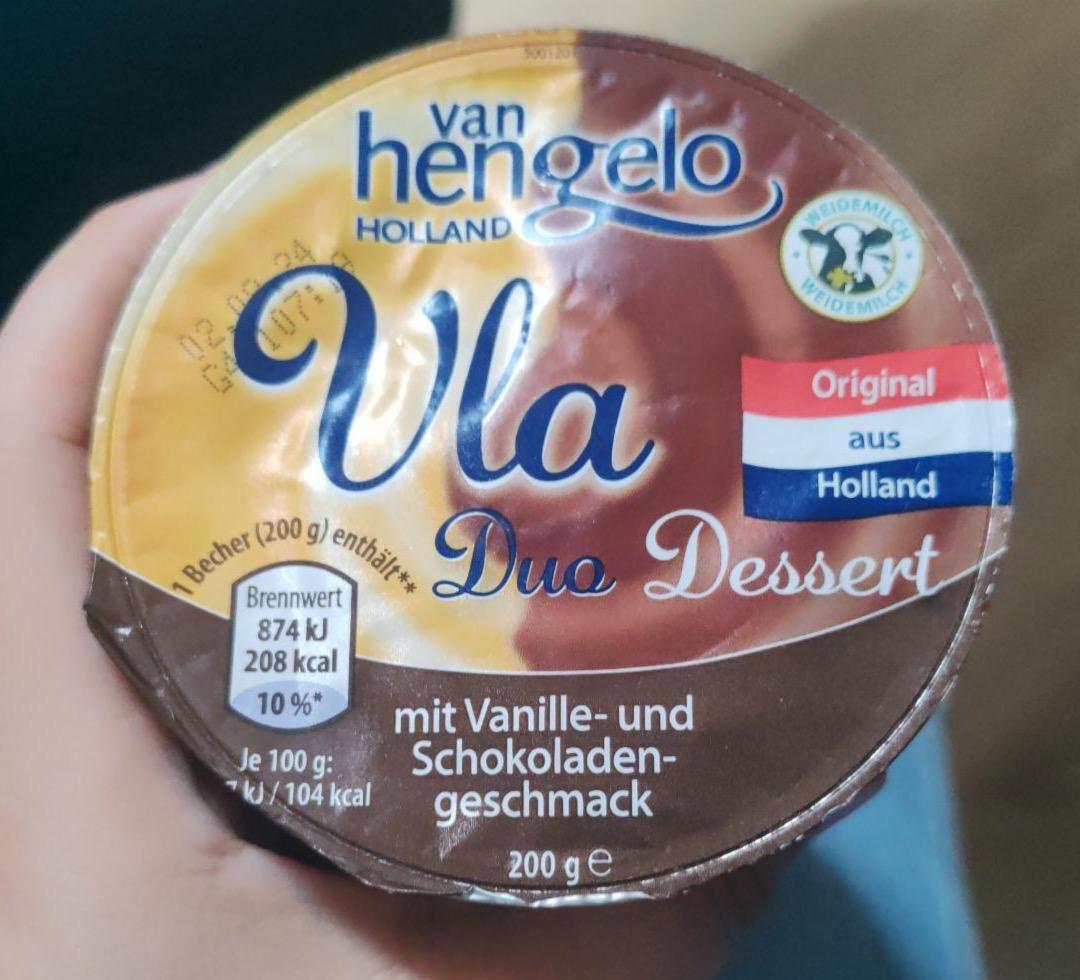 van
hengelo
HOLLAND
WEIDEMILCH
WEIDEMILCH
Vla
Original
aus
Holland
Duo Dessert
1 Becher (200 g) enthält**
Brennwert
874 kJ
208 kcal
10 %*
Je 100 g:
7 kJ / 104 kcal
mit Vanille- und
Schokoladen-
geschmack
200 g e